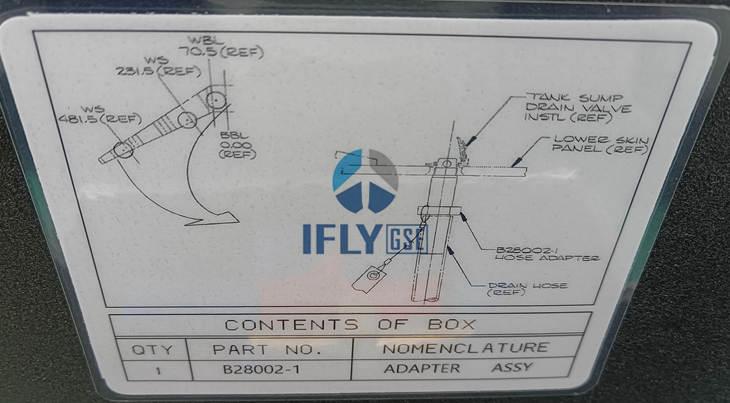 WBL
70.5 (REF)
WS
231.5 (REF)
WS
481.5 (REF)
BBL
0.00
(REF)
TANK SUMP
DRAIN VALVE
INSTL (REF)
LOWER SKIN
PANEL (REF)
IFLY GSE
B28002-1
HOSE ADAPTER
DRAIN HOSE
(REF)
CONTENTS OF BOX
QTY PART NO. NOMENCLATURE
1 B28002-1 ADAPTER ASSY